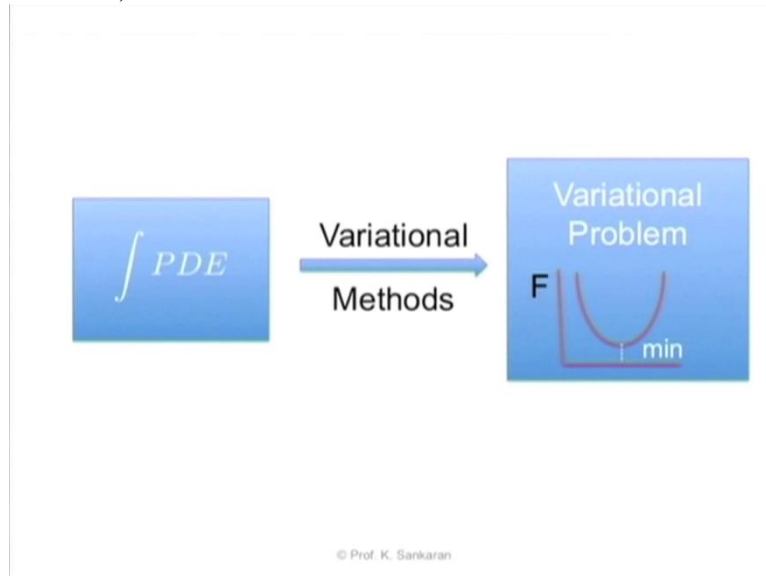 ∫ PDE
Variational
Methods
Variational
Problem
F
min
© Prof. K. Sankaran